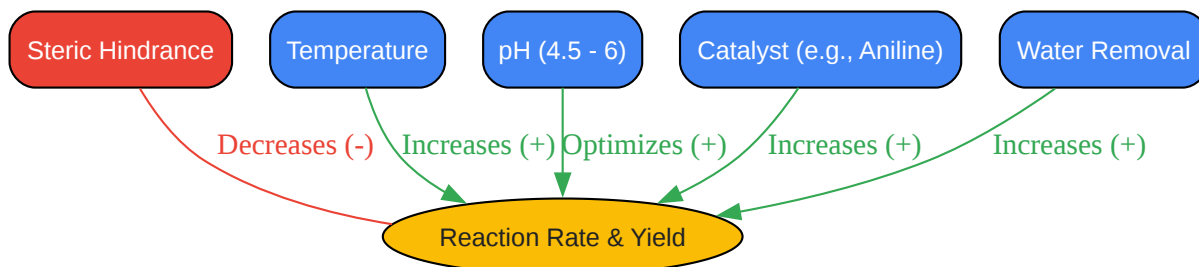 Steric Hindrance
Temperature
pH (4.5 - 6)
Catalyst (e.g., Aniline)
Water Removal
Decreases (-)
Increases (+)
Optimizes (+)
Increases (+)
Increases (+)
Reaction Rate & Yield